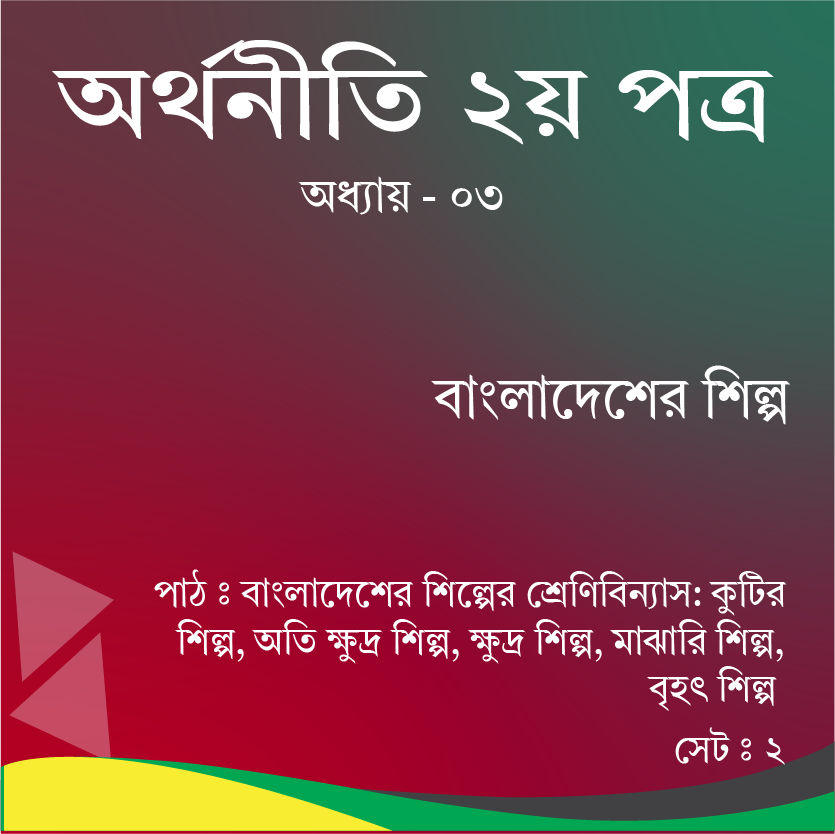 অর্থনীতি ২য় পত্র
অধ্যায় - ০৩
বাংলাদেশের শিল্প
পাঠ ঃ বাংলাদেশের শিল্পের শ্রেণিবিন্যাস: কুটির
শিল্প, অতি ক্ষুদ্র শিল্প, ক্ষুদ্র শিল্প, মাঝারি শিল্প,
বৃহৎ শিল্প
সেট ঃ ২